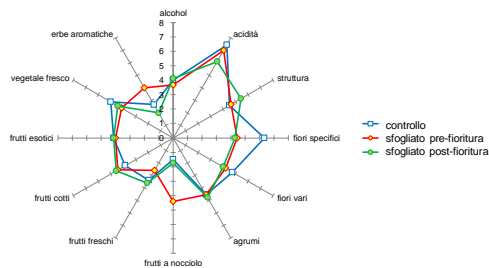 alcohol
8
7
6
5
4
3
2
1
0
acidità
struttura
fiori specifici
fiori vari
agrumi
frutti a nocciolo
frutti freschi
frutti cotti
frutti esotici
vegetale fresco
erbe aromatiche
controllo
sfogliato pre-fioritura
sfogliato post-fioritura